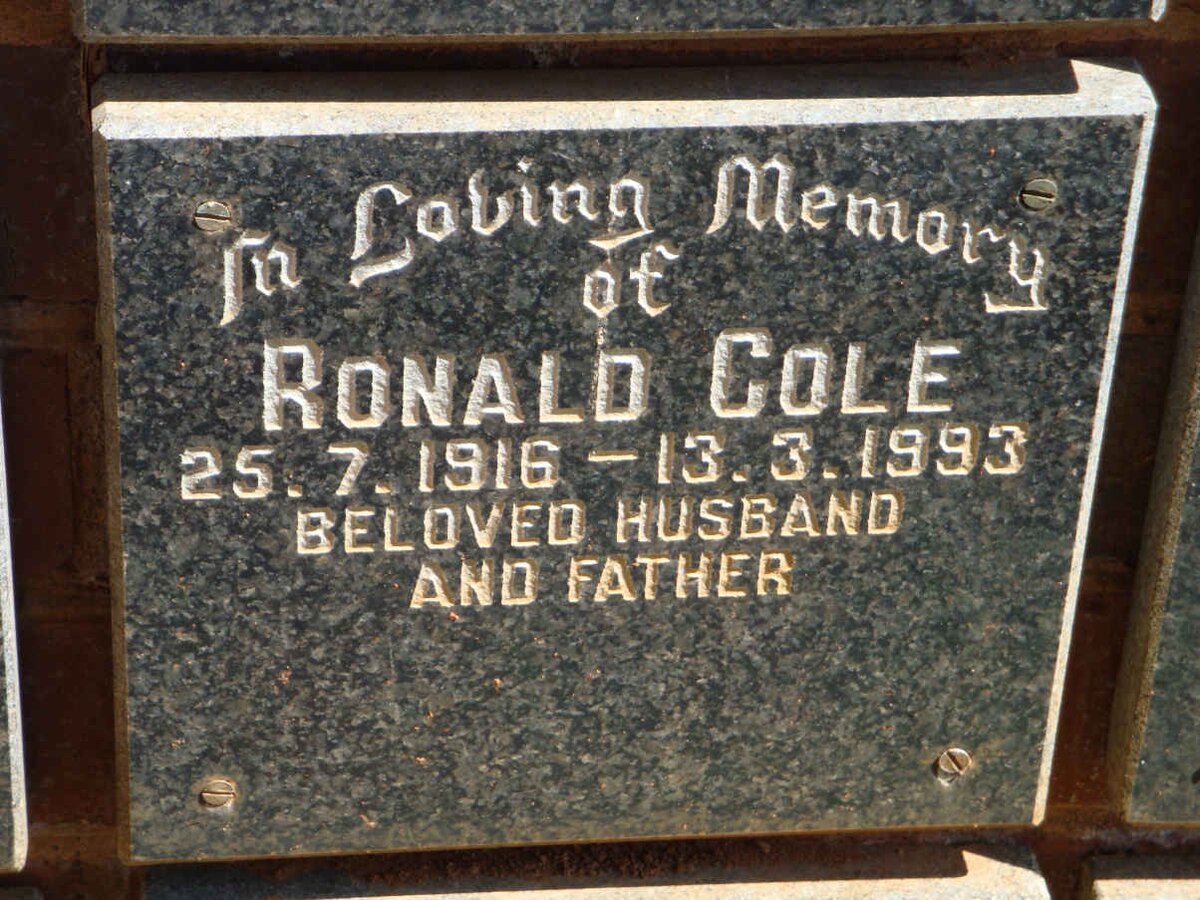 In Loving Memory
of
RONALD COLE
25.7.1916 – 13.3.1993
BELOVED HUSBAND
AND FATHER